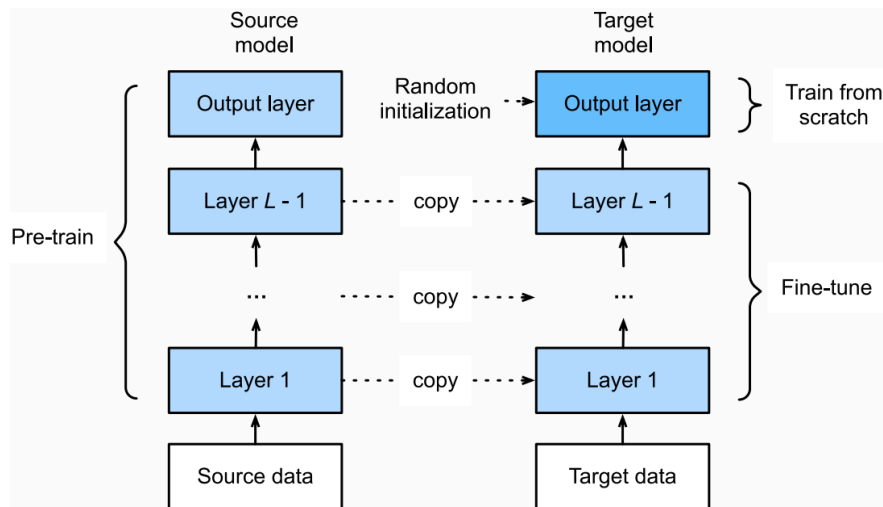 Source
model
Target
model
Output layer
Random
initialization
Output layer
Train from
scratch
Layer L - 1
copy
Layer L - 1
Pre-train
...
copy
...
Fine-tune
Layer 1
copy
Layer 1
Source data
Target data